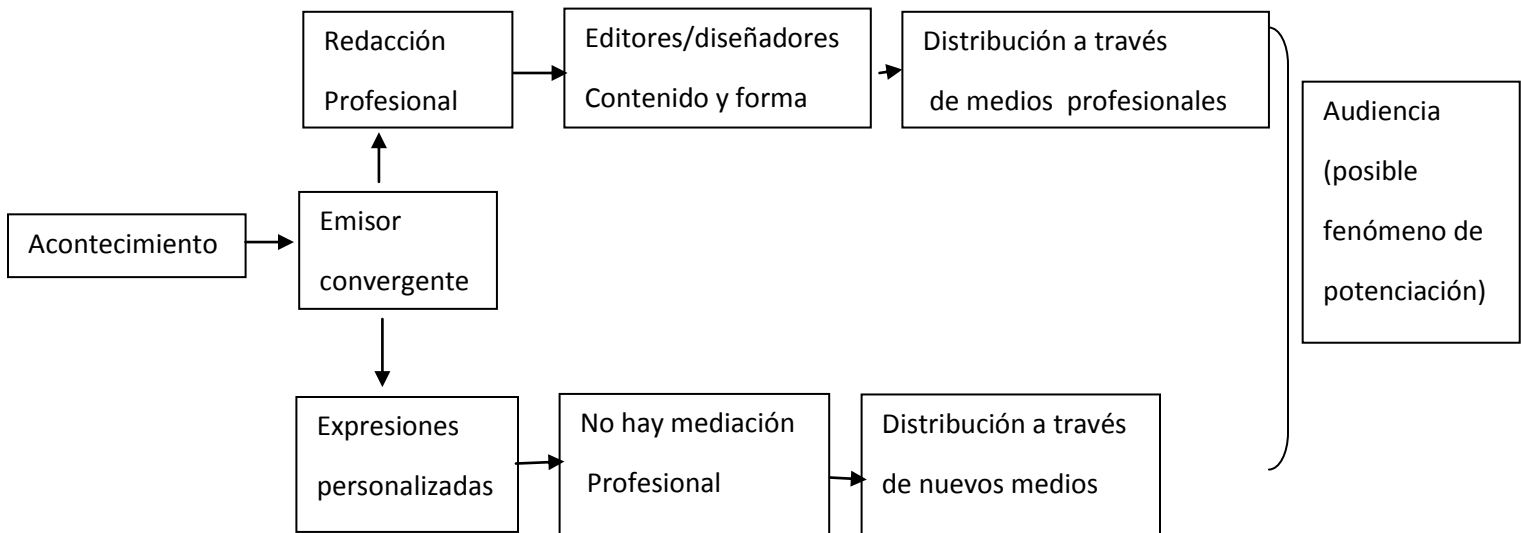 Redacción
Profesional
Editores/diseñadores
Contenido y forma
Distribución a través
de medios profesionales
Audiencia
(posible
fenómeno de
potenciación)
Acontecimiento
Emisor
convergente
Expresiones
personalizadas
No hay mediación
Profesional
Distribución a través
de nuevos medios